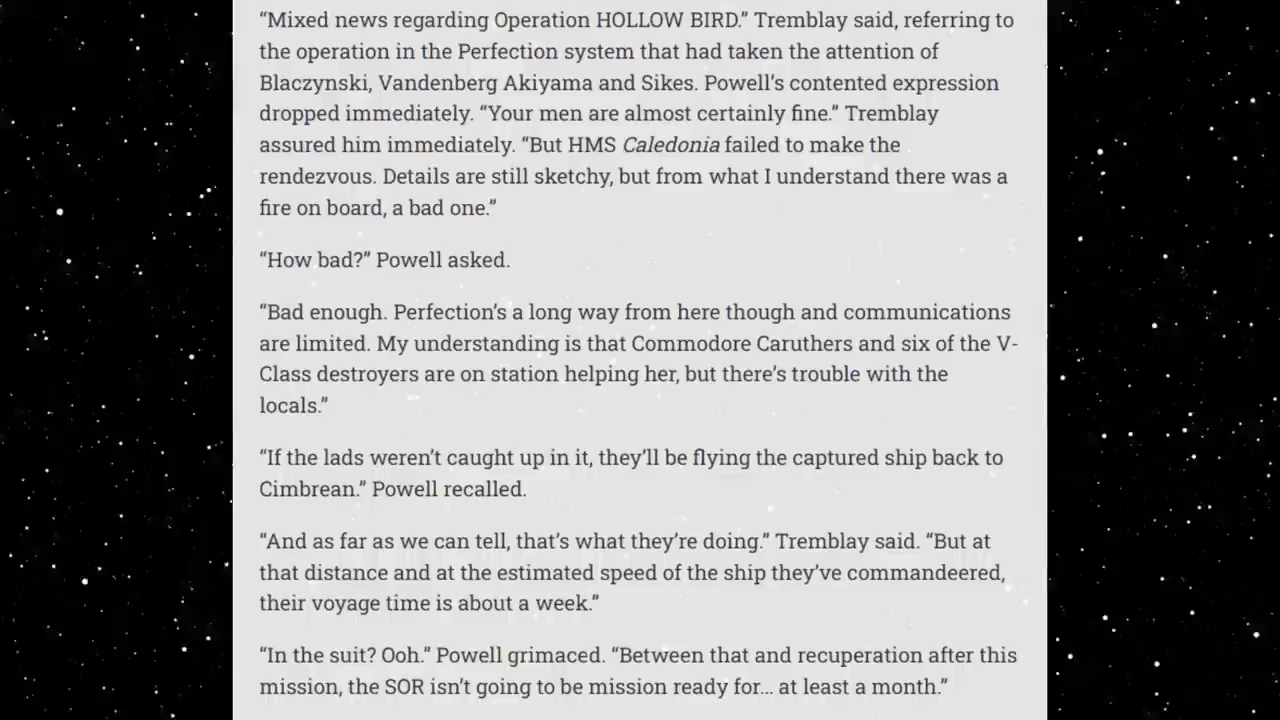 “Mixed news regarding Operation HOLLOW BIRD.” Tremblay said, referring to
the operation in the Perfection system that had taken the attention of
Blaczynski, Vandenberg Akiyama and Sikes. Powell’s contented expression
dropped immediately. “Your men are almost certainly fine.” Tremblay
assured him immediately. “But HMS Caledonia failed to make the
rendezvous. Details are still sketchy, but from what I understand there was a
fire on board, a bad one.”
“How bad?” Powell asked.
“Bad enough. Perfection’s a long way from here though and communications
are limited. My understanding is that Commodore Caruthers and six of the V-
Class destroyers are on station helping her, but there’s trouble with the
locals.”
“If the lads weren’t caught up in it, they’ll be flying the captured ship back to
Cimbrean.” Powell recalled.
“And as far as we can tell, that’s what they’re doing.” Tremblay said. “But at
that distance and at the estimated speed of the ship they’ve commandeered,
their voyage time is about a week.”
“In the suit? Ooh.” Powell grimaced. “Between that and recuperation after this
mission, the SOR isn’t going to be mission ready for… at least a month.”